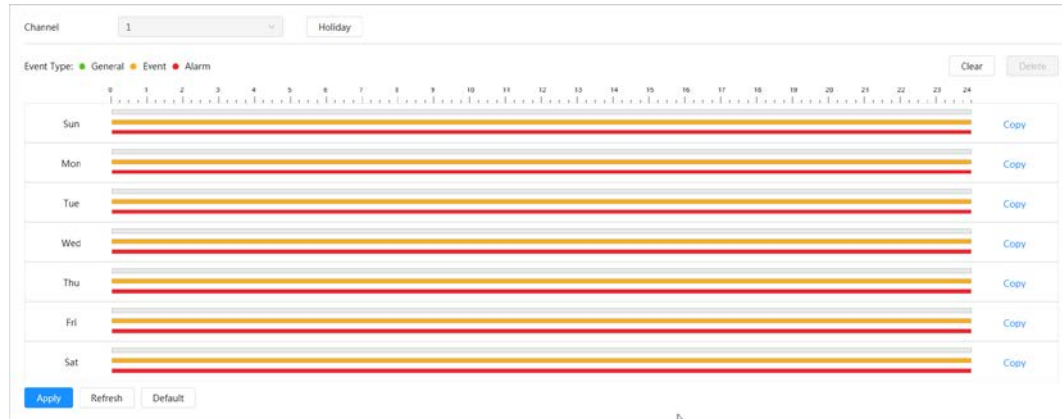 Channel 1 Holiday
Event Type: General Event Alarm Clear Delete
0 1 2 3 4 5 6 7 8 9 10 11 12 13 14 15 16 17 18 19 20 21 22 23 24
Sun Copy
Mon Copy
Tue Copy
Wed Copy
Thu Copy
Fri Copy
Sat Copy
Apply Refresh Default